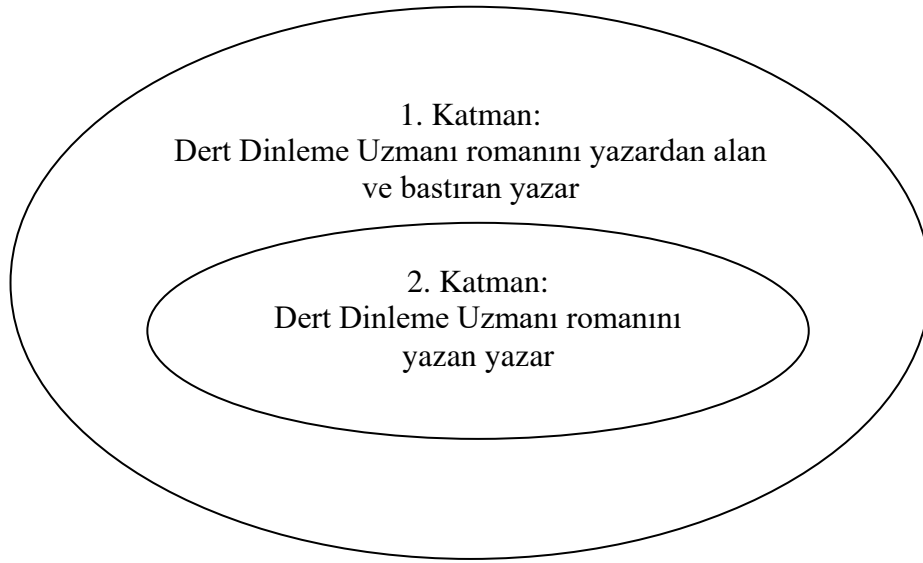 1. Katman:
Dert Dinleme Uzmanı romanını yazardan alan
ve bastıran yazar
2. Katman:
Dert Dinleme Uzmanı romanını
yazan yazar